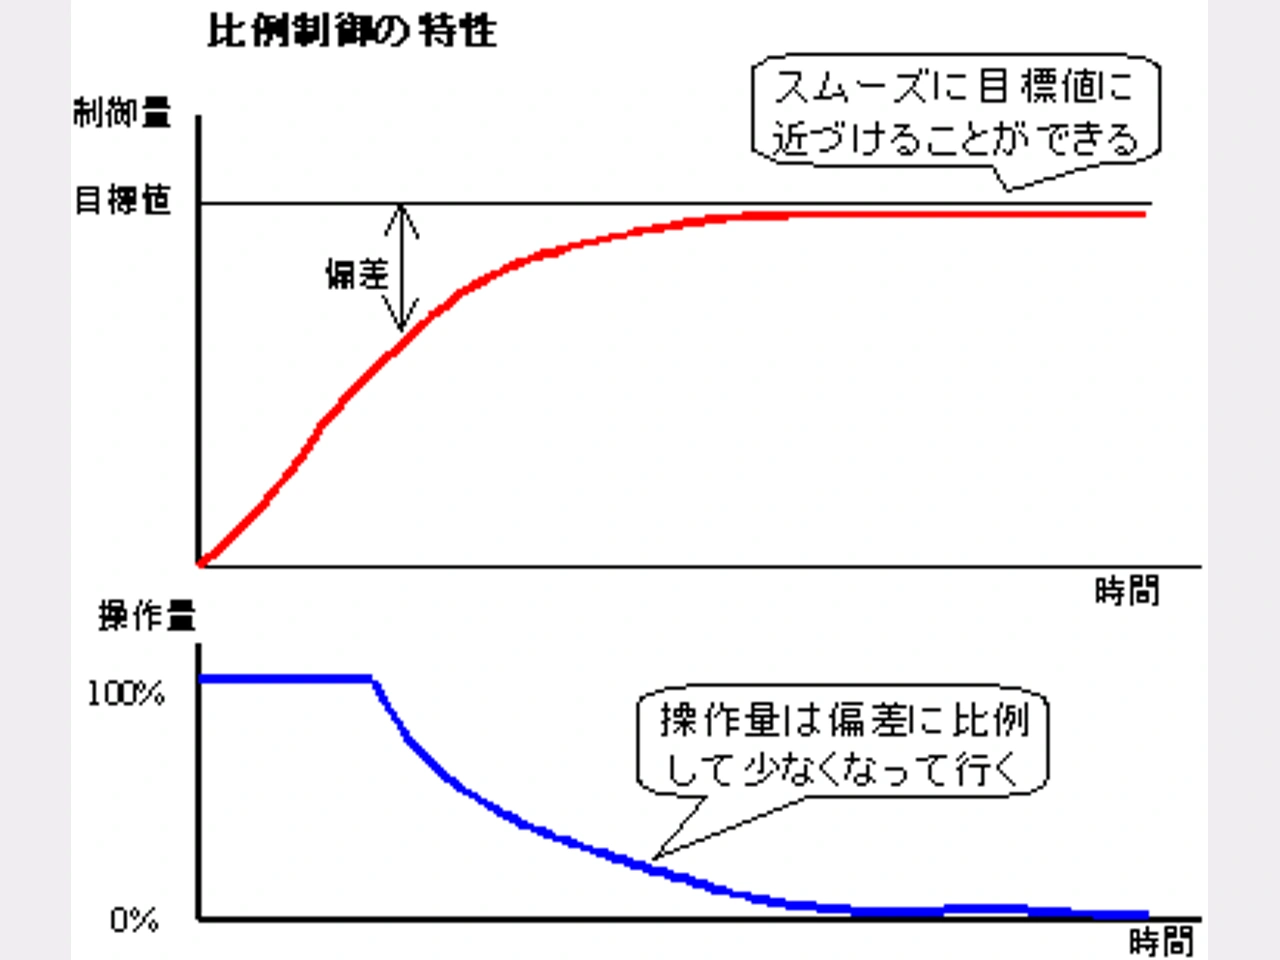 比例制御の特性
制御量
スムーズに目標値に
近づけることができる
目標値
偏差
時間
操作量
100%
操作量は偏差に比例
して少なくなって行く
0%
時間